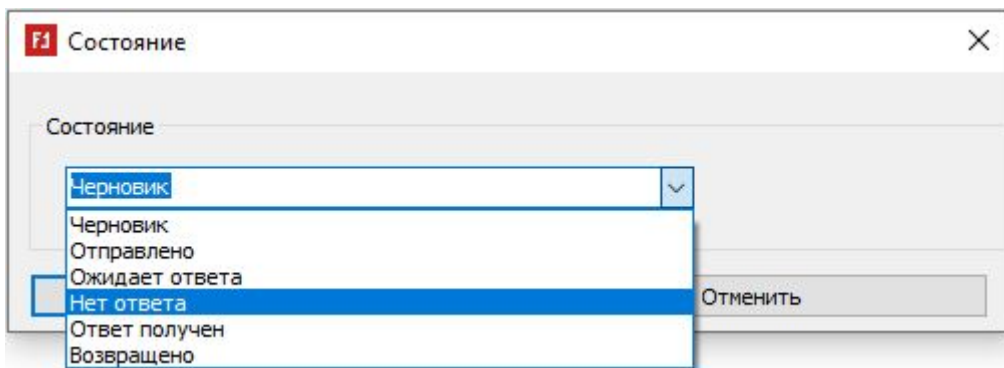 F1 Состояние
Состояние
Черновик
Черновик
Отправлено
Ожидает ответа
Нет ответа
Отменить
Ответ получен
Возвращено